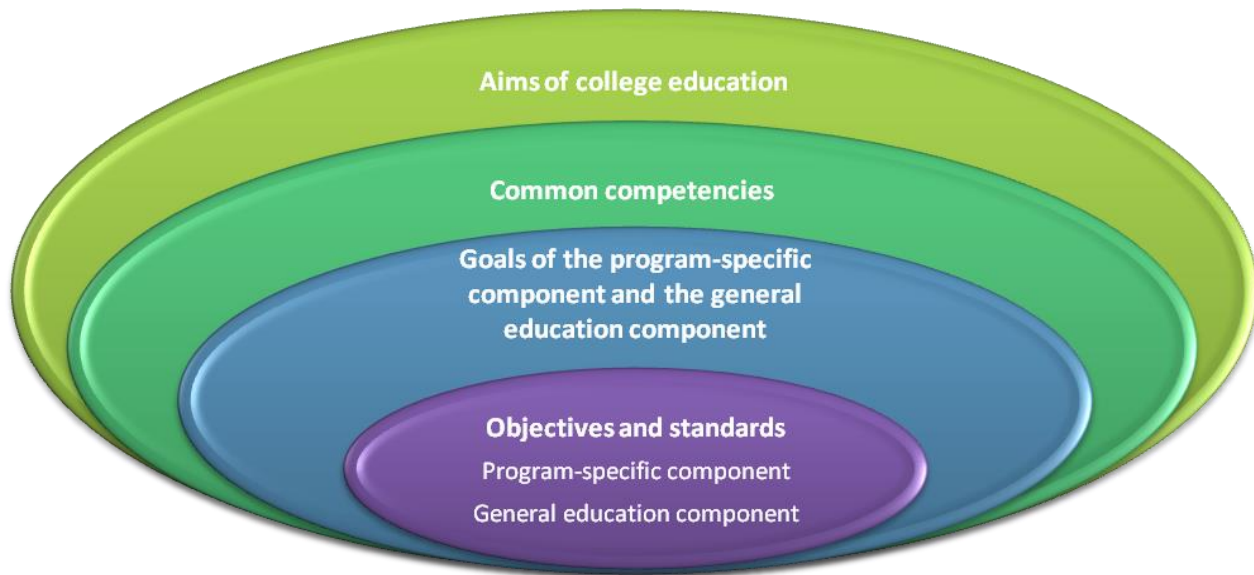 Aims of college education
Common competencies
Goals of the program-specific
component and the general
education component
Objectives and standards
Program-specific component
General education component